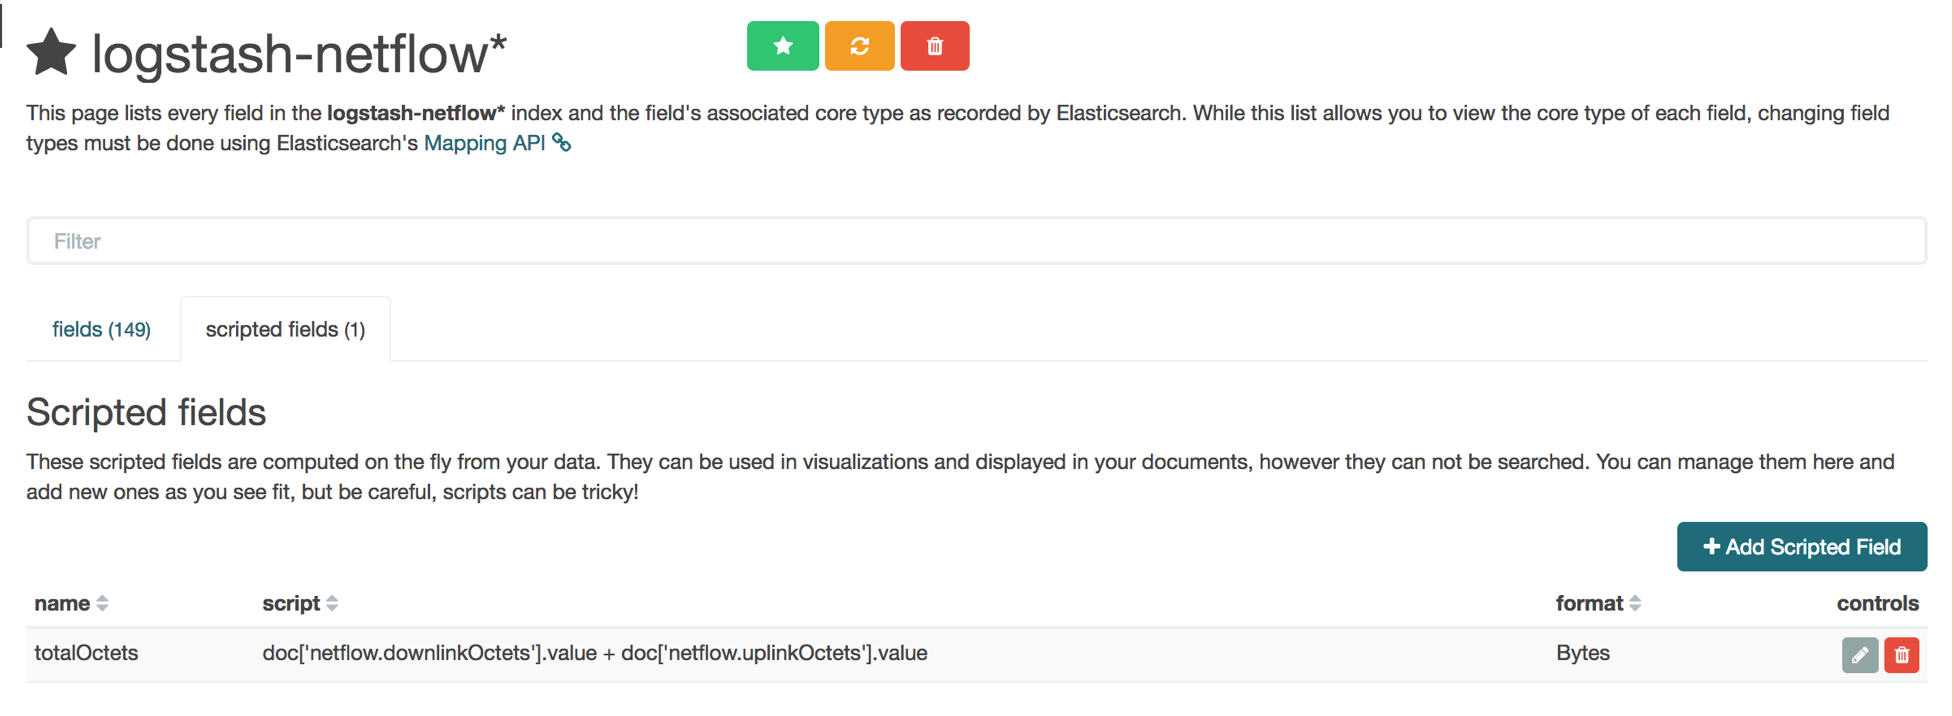 logstash-netflow*
This page lists every field in the logstash-netflow* index and the field's associated core type as recorded by Elasticsearch. While this list allows you to view the core type of each field, changing field
types must be done using Elasticsearch's Mapping API
Filter
fields (149)
scripted fields (1)
Scripted fields
These scripted fields are computed on the fly from your data. They can be used in visualizations and displayed in your documents, however they can not be searched. You can manage them here and
add new ones as you see fit, but be careful, scripts can be tricky!
+ Add Scripted Field
name script format controls
totalOctets doc['netflow.downlinkOctets'].value + doc['netflow.uplinkOctets'].value Bytes